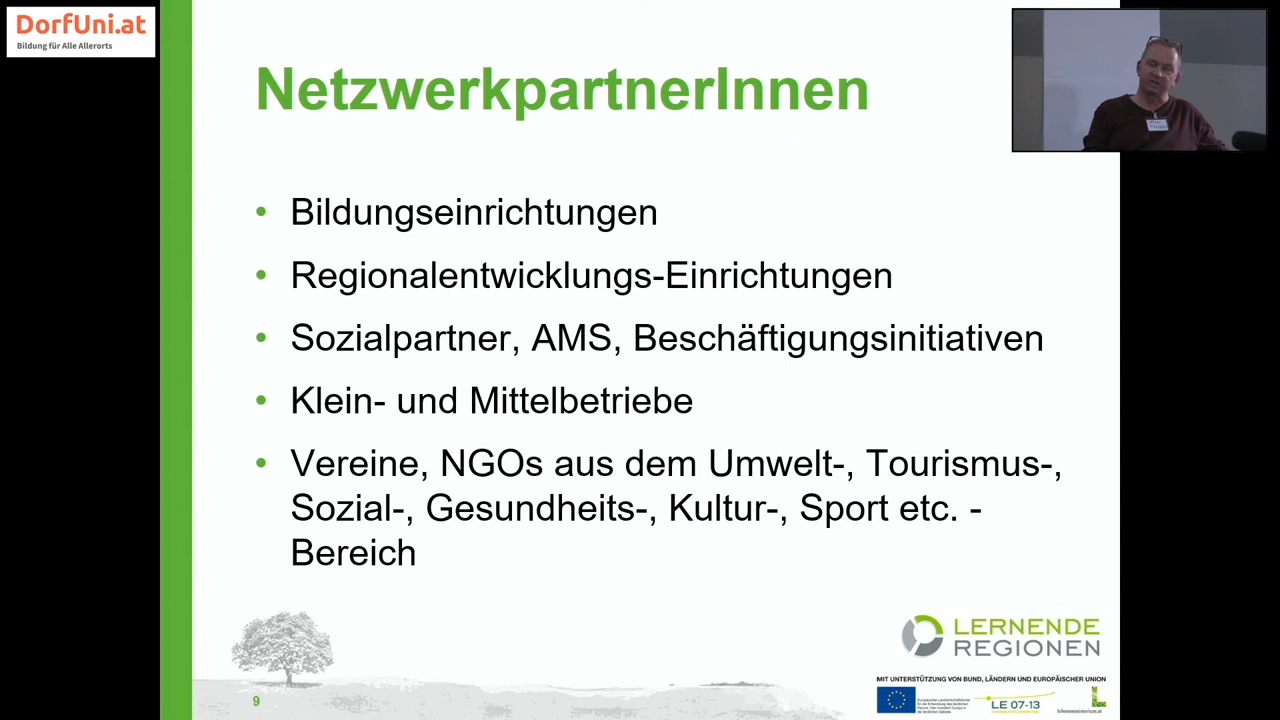 DorfUni.at
Bildung für Alle Allerorts
NetzwerkpartnerInnen
• Bildungseinrichtungen
• Regionalentwicklungs-Einrichtungen
• Sozialpartner, AMS, Beschäftigungsinitiativen
• Klein- und Mittelbetriebe
• Vereine, NGOs aus dem Umwelt-, Tourismus-,
Sozial-, Gesundheits-, Kultur-, Sport etc. -
Bereich
LERNENDE
REGIONEN
MIT UNTERSTÜTZUNG VON BUND, LÄNDERN UND EUROPÄISCHER UNION
LE 07-13
lebensministerium.at
9